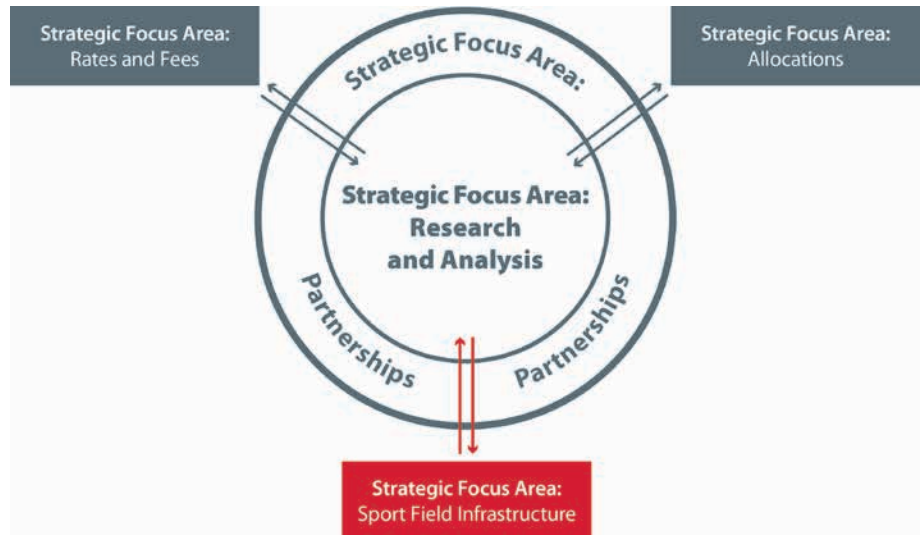 Strategic Focus Area:
Rates and Fees
Strategic Focus Area:
Strategic Focus Area:
Allocations
Strategic Focus Area:
Research
and Analysis
Partnerships
Partnerships
Strategic Focus Area:
Sport Field Infrastructure